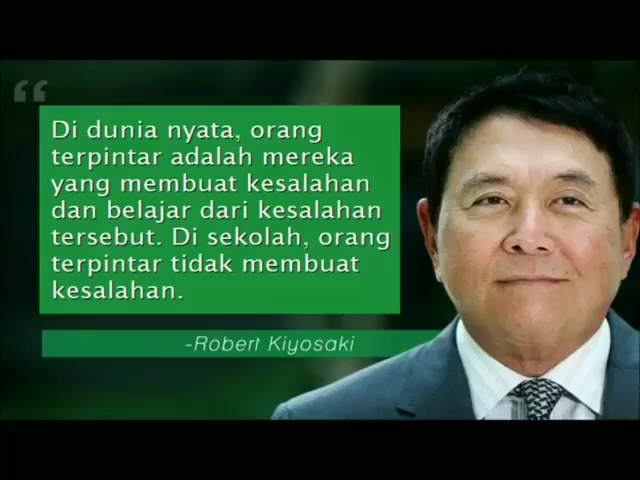 Di dunia nyata, orang
terpintar adalah mereka
yang membuat kesalahan
dan belajar dari kesalahan
tersebut. Di sekolah, orang
terpintar tidak membuat
kesalahan.
-Robert Kiyosaki